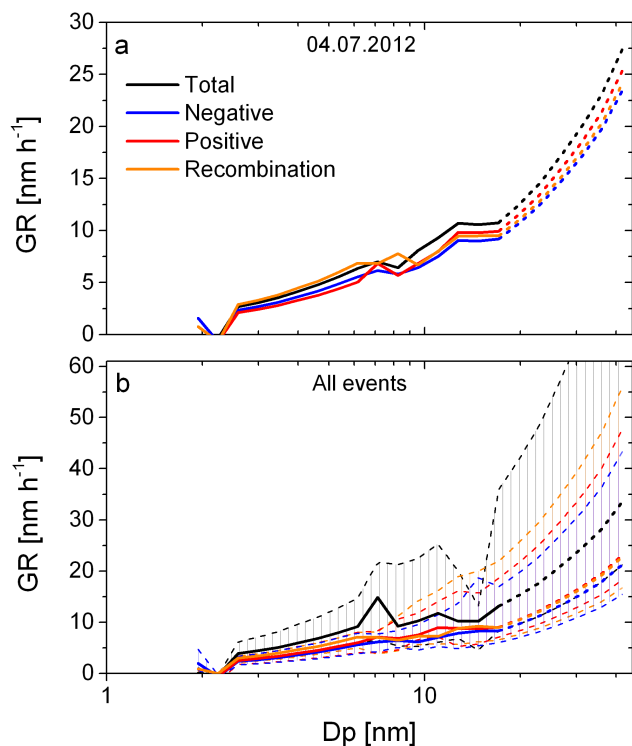 30
25
20
15
10
5
0
GR [nm h⁻¹]
a
04.07.2012
Total
Negative
Positive
Recombination
60
50
40
30
20
10
0
GR [nm h⁻¹]
b
All events
1
10
Dp [nm]